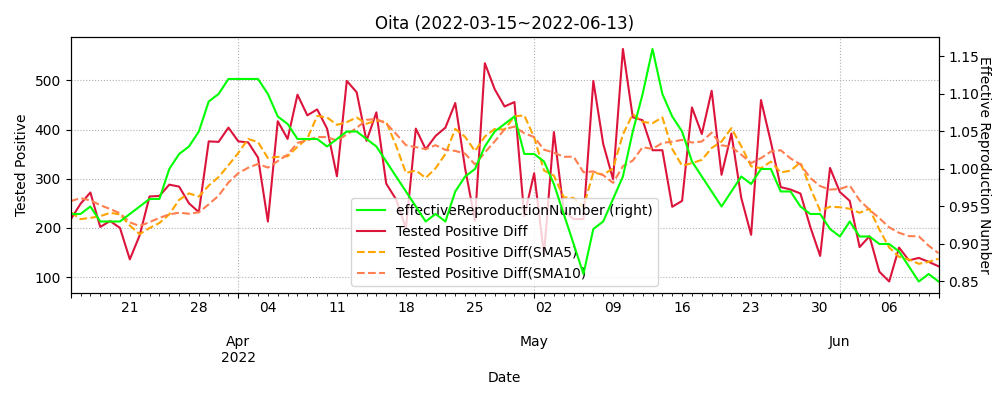 Oita (2022-03-15~2022-06-13)
Tested Positive
500
400
300
200
100
1.15
1.10
1.05
1.00
0.95
0.90
0.85
Effective Reproduction Number
effectiveReproductionNumber (right)
Tested Positive Diff
Tested Positive Diff(SMA5)
Tested Positive Diff(SMA10)
21 28 04 11 18 25 02 09 16 23 30 06
Apr May Jun
2022
Date